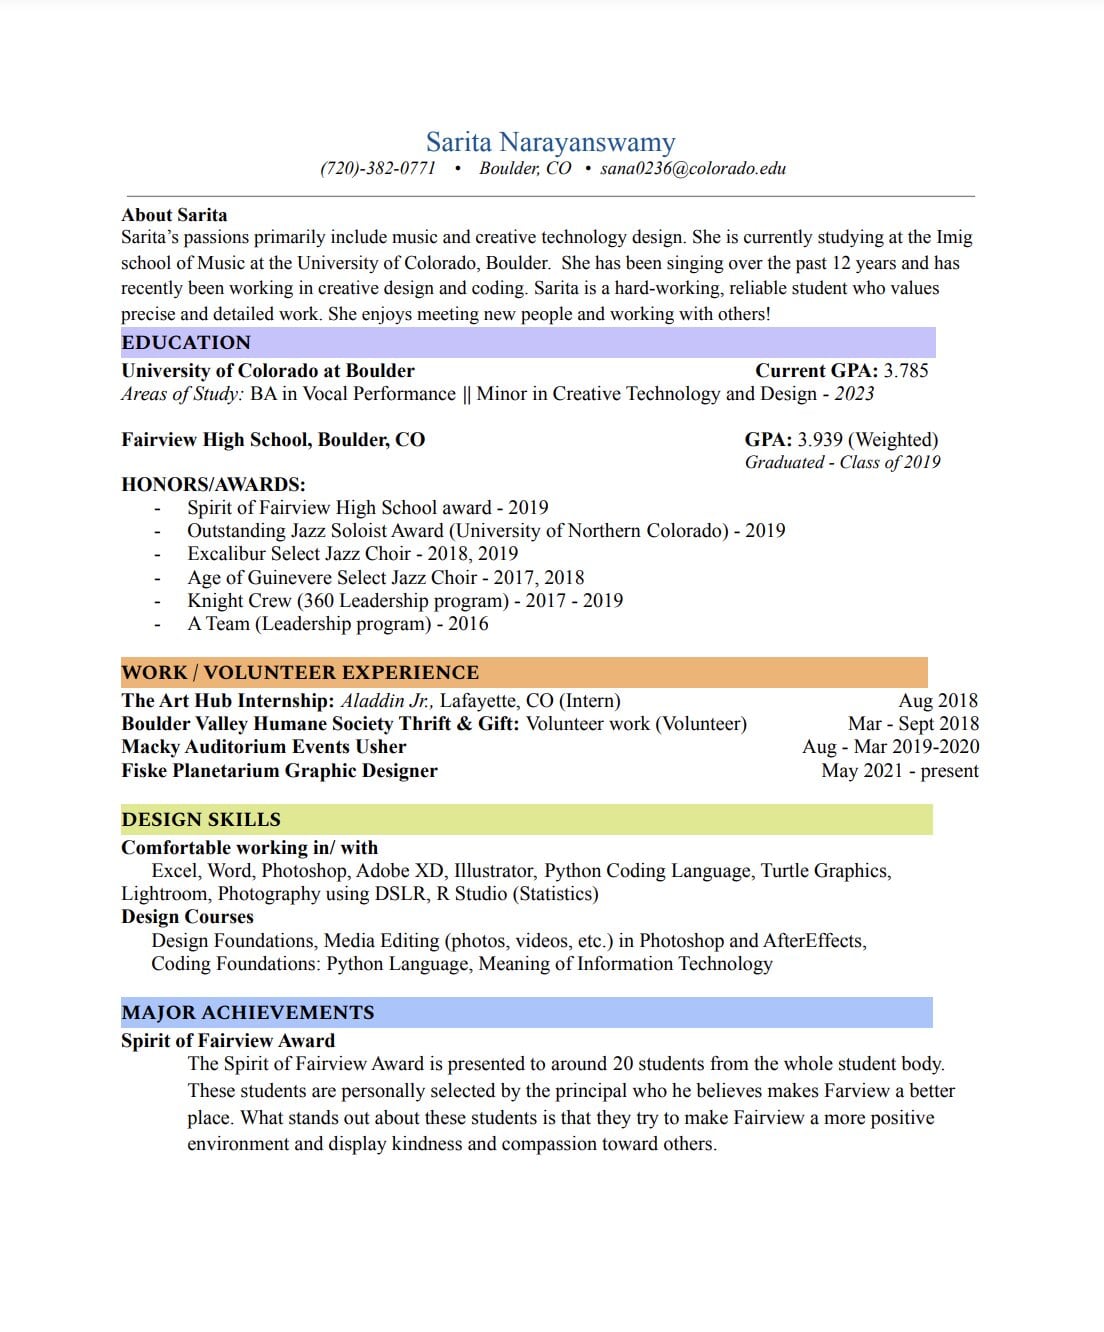 Sarita Narayanswamy
(720)-382-0771 • Boulder, CO • sana0236@colorado.edu
About Sarita
Sarita’s passions primarily include music and creative technology design. She is currently studying at the Imig
school of Music at the University of Colorado, Boulder. She has been singing over the past 12 years and has
recently been working in creative design and coding. Sarita is a hard-working, reliable student who values
precise and detailed work. She enjoys meeting new people and working with others!
EDUCATION
University of Colorado at Boulder Current GPA: 3.785
Areas of Study: BA in Vocal Performance || Minor in Creative Technology and Design - 2023
Fairview High School, Boulder, CO GPA: 3.939 (Weighted)
Graduated - Class of 2019
HONORS/AWARDS:
- Spirit of Fairview High School award - 2019
- Outstanding Jazz Soloist Award (University of Northern Colorado) - 2019
- Excalibur Select Jazz Choir - 2018, 2019
- Age of Guinevere Select Jazz Choir - 2017, 2018
- Knight Crew (360 Leadership program) - 2017 - 2019
- A Team (Leadership program) - 2016
WORK / VOLUNTEER EXPERIENCE
The Art Hub Internship: Aladdin Jr., Lafayette, CO (Intern) Aug 2018
Boulder Valley Humane Society Thrift & Gift: Volunteer work (Volunteer) Mar - Sept 2018
Macky Auditorium Events Usher Aug - Mar 2019-2020
Fiske Planetarium Graphic Designer May 2021 - present
DESIGN SKILLS
Comfortable working in/ with
Excel, Word, Photoshop, Adobe XD, Illustrator, Python Coding Language, Turtle Graphics,
Lightroom, Photography using DSLR, R Studio (Statistics)
Design Courses
Design Foundations, Media Editing (photos, videos, etc.) in Photoshop and AfterEffects,
Coding Foundations: Python Language, Meaning of Information Technology
MAJOR ACHIEVEMENTS
Spirit of Fairview Award
The Spirit of Fairview Award is presented to around 20 students from the whole student body.
These students are personally selected by the principal who he believes makes Farview a better
place. What stands out about these students is that they try to make Fairview a more positive
environment and display kindness and compassion toward others.